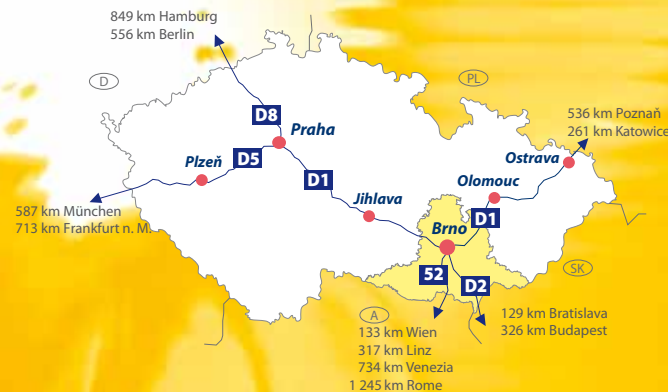 849 km Hamburg
556 km Berlin
D
PL
D8
Praha
536 km Poznaň
261 km Katowice
Plzeň
D5
D1
Ostrava
Olomouc
Jihlava
587 km München
713 km Frankfurt n. M.
D1
Brno
52
D2
SK
A
129 km Bratislava
326 km Budapest
133 km Wien
317 km Linz
734 km Venezia
1 245 km Rome